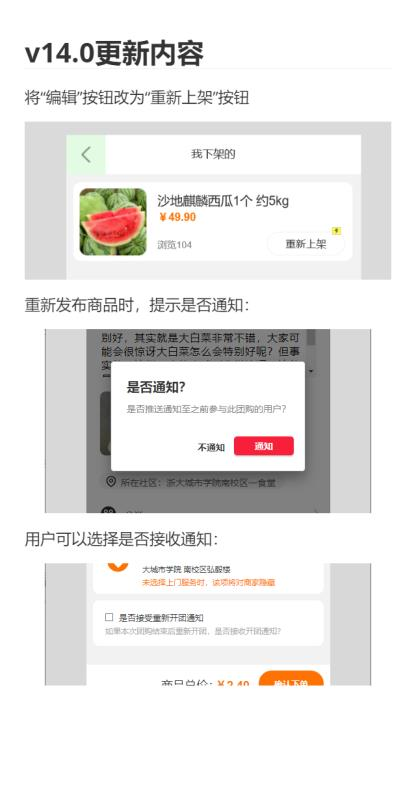 v14.0更新内容
将“编辑”按钮改为“重新上架”按钮
我下架的
沙地麒麟西瓜1个 约5kg
￥49.90
浏览104
重新上架
重新发布商品时，提示是否通知：
别好，其实就是大白菜非常不错，大家可
能会很惊讶大白菜怎么会特别好呢？但事
实
是否通知？
是否推送通知至之前参与此团购的用户？
不通知
通知
所在社区：浙大城市学院南校区一食堂
用户可以选择是否接收通知：
大城市学院 南校区弘毅楼
未选择上门服务时，该项将对商家隐藏
是否接受重新开团通知
如果本次团购结束后重新开团，是否接收开团通知？
商品总价：￥2.49
确认下单